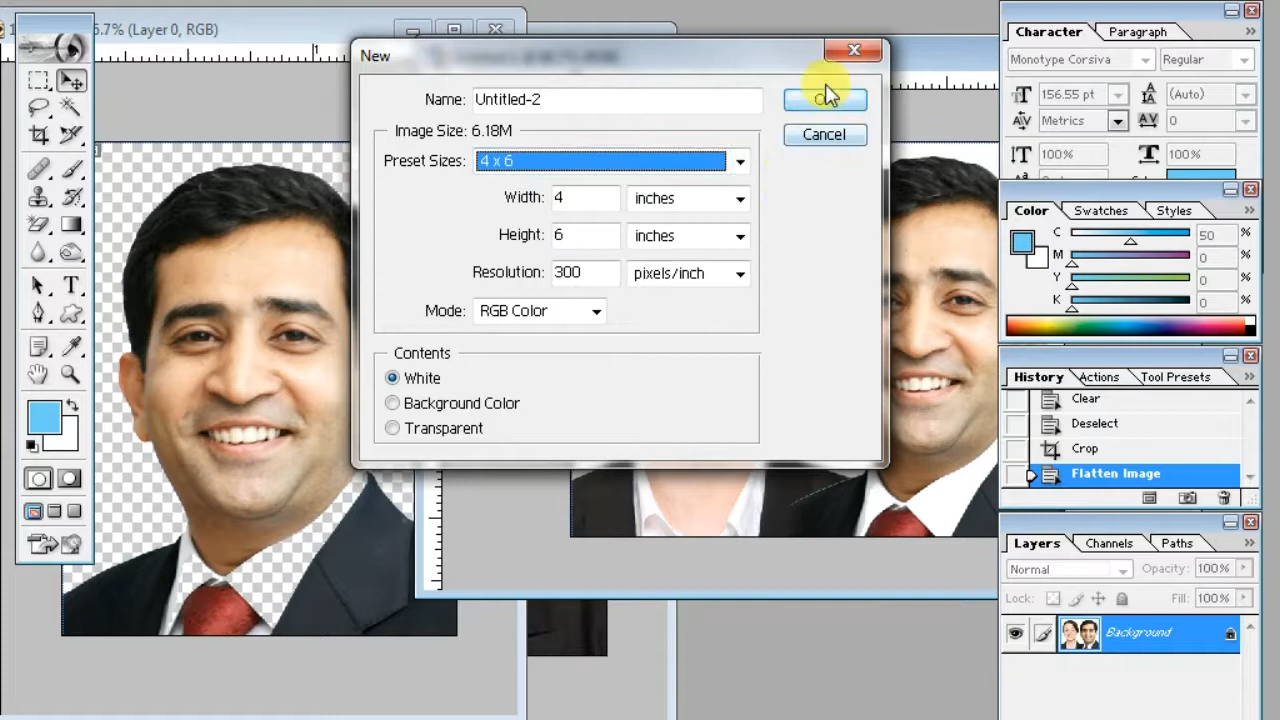 .7% (Layer 0, RGB)
1
New
Name: Untitled-2
Image Size: 6.18M
Preset Sizes: 4 x 6
Width: 4 inches
Height: 6 inches
Resolution: 300 pixels/inch
Mode: RGB Color
Contents
White
Background Color
Transparent
Cancel
Character Paragraph
Monotype Corsiva Regular
156.55 pt (Auto)
Metrics 0
100% 100%
Color Swatches Styles
C 50 %
M 0 %
Y 0 %
K 0 %
History Actions Tool Presets
Clear
Deselect
Crop
Flatten Image
Layers Channels Paths
Normal Opacity: 100%
Lock: Fill: 100%
Background